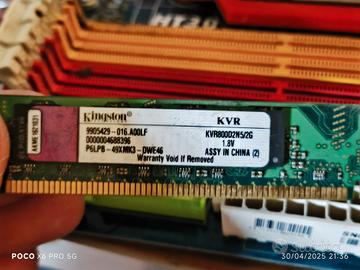 Kingston
KVR
9905429-016.A00LF
KVR800D2N5/2G
0000004688396
1.8V
P6LPB-49XMK3-DWE46
ASSY IN CHINA (2)
Warranty Void If Removed
POCO X6 PRO 5G
30/04/2025 21:36